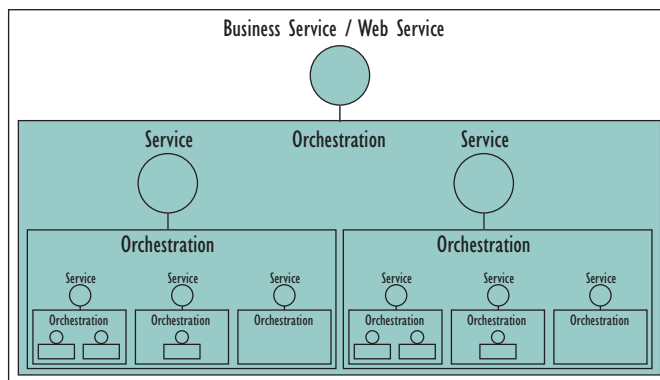 Business Service / Web Service
Service Orchestration Service
Orchestration Orchestration
Service Service Service Service Service Service
Orchestration Orchestration Orchestration Orchestration Orchestration Orchestration